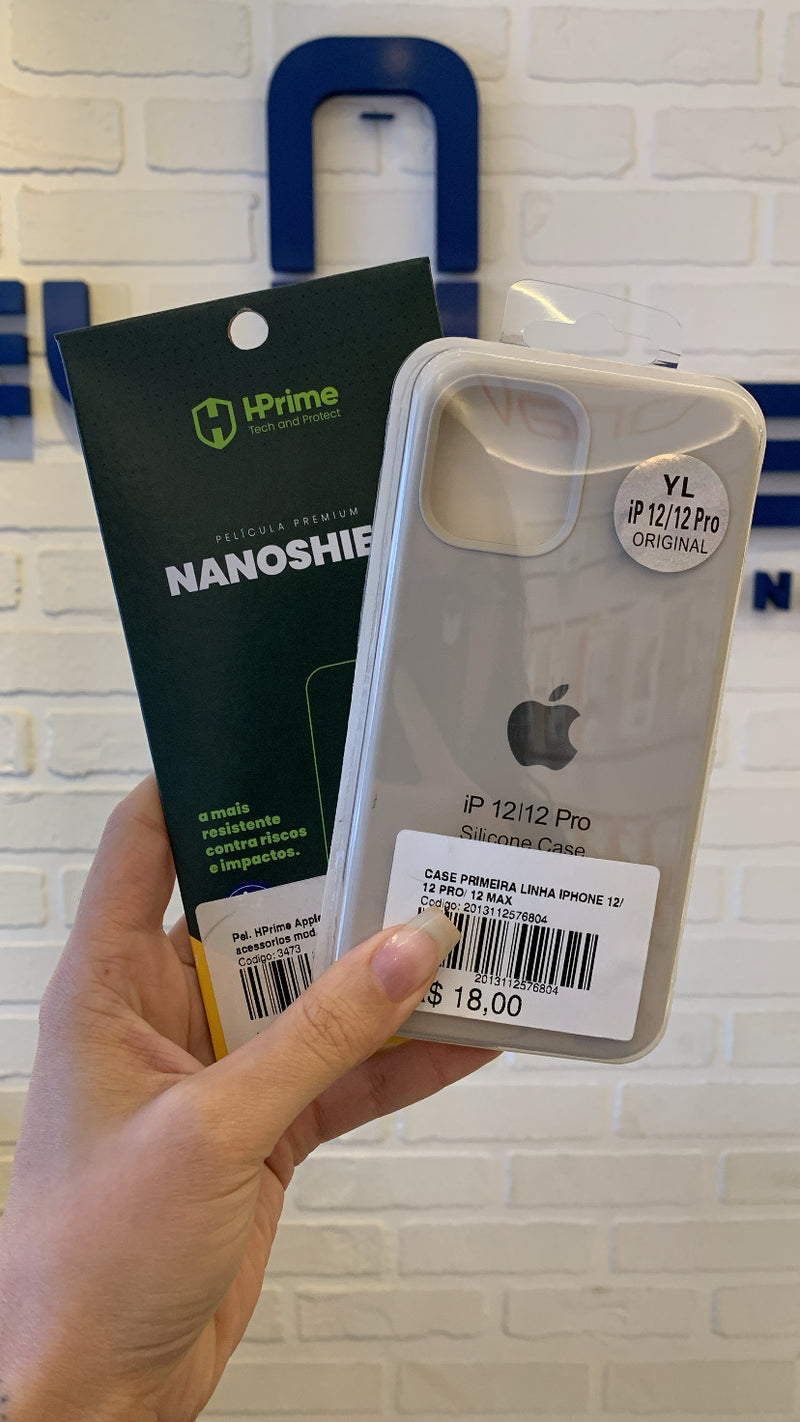 HPrime
Tech and Protect
PELÍCULA PREMIUM
NANOSHIE
a mais
resistente
contra riscos
e impactos.
Pel. HPrime Apple
acessorios mod
Codigo: 3473
YL
iP 12/12 Pro
ORIGINAL
iP 12|12 Pro
Silicone Case
CASE PRIMEIRA LINHA IPHONE 12/
12 PRO/ 12 MAX
Codigo: 2013112576804
2013112576804
$ 18,00
N